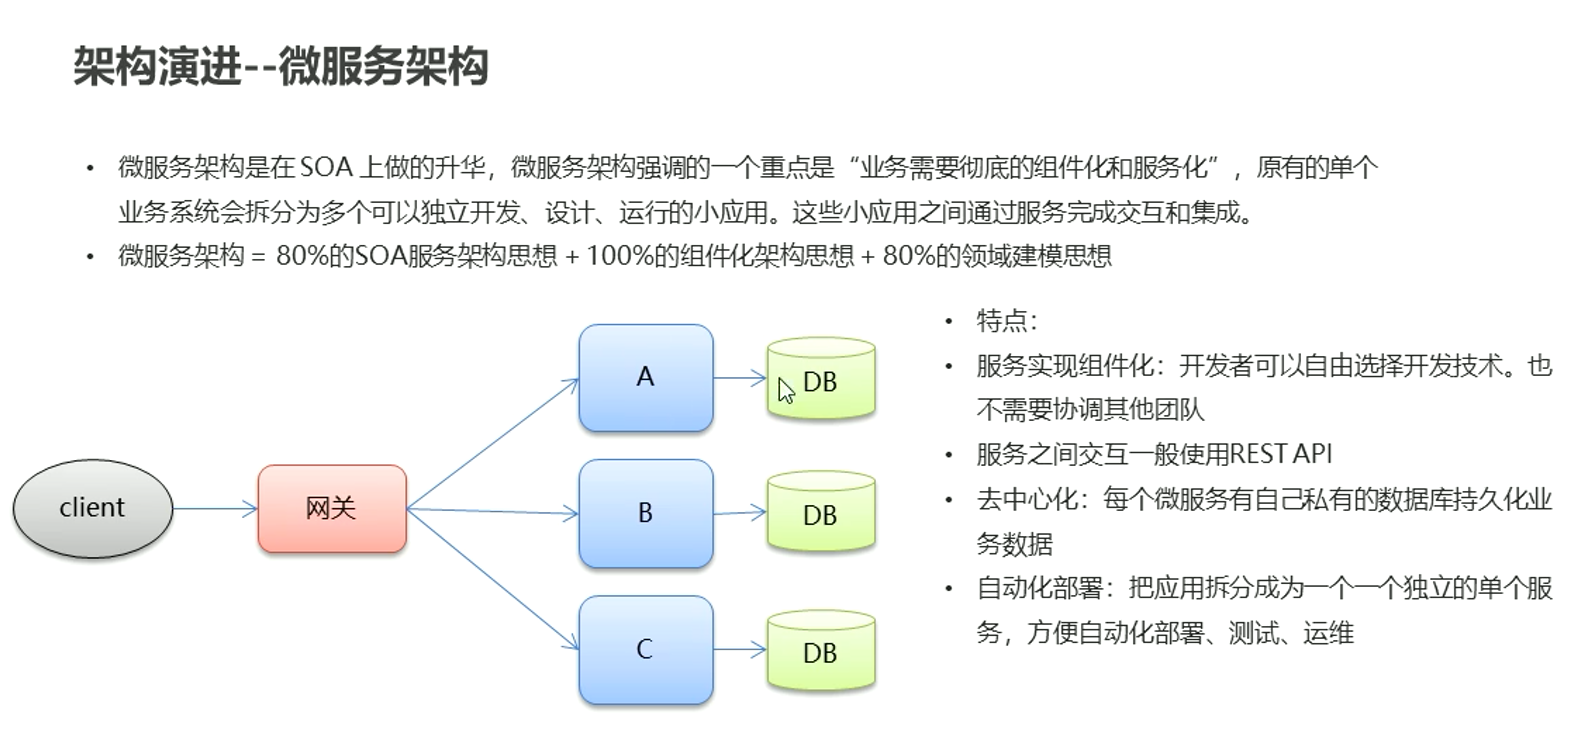 架构演进--微服务架构
• 微服务架构是在 SOA 上做的升华，微服务架构强调的一个重点是“业务需要彻底的组件化和服务化”，原有的单个
业务系统会拆分为多个可以独立开发、设计、运行的小应用。这些小应用之间通过服务完成交互和集成。
• 微服务架构 = 80%的SOA服务架构思想 + 100%的组件化架构思想 + 80%的领域建模思想
client
网关
A
DB
B
DB
C
DB
• 特点：
• 服务实现组件化：开发者可以自由选择开发技术。也
不需要协调其他团队
• 服务之间交互一般使用REST API
• 去中心化：每个微服务有自己私有的数据库持久化业
务数据
• 自动化部署：把应用拆分成为一个一个独立的单个服
务，方便自动化部署、测试、运维